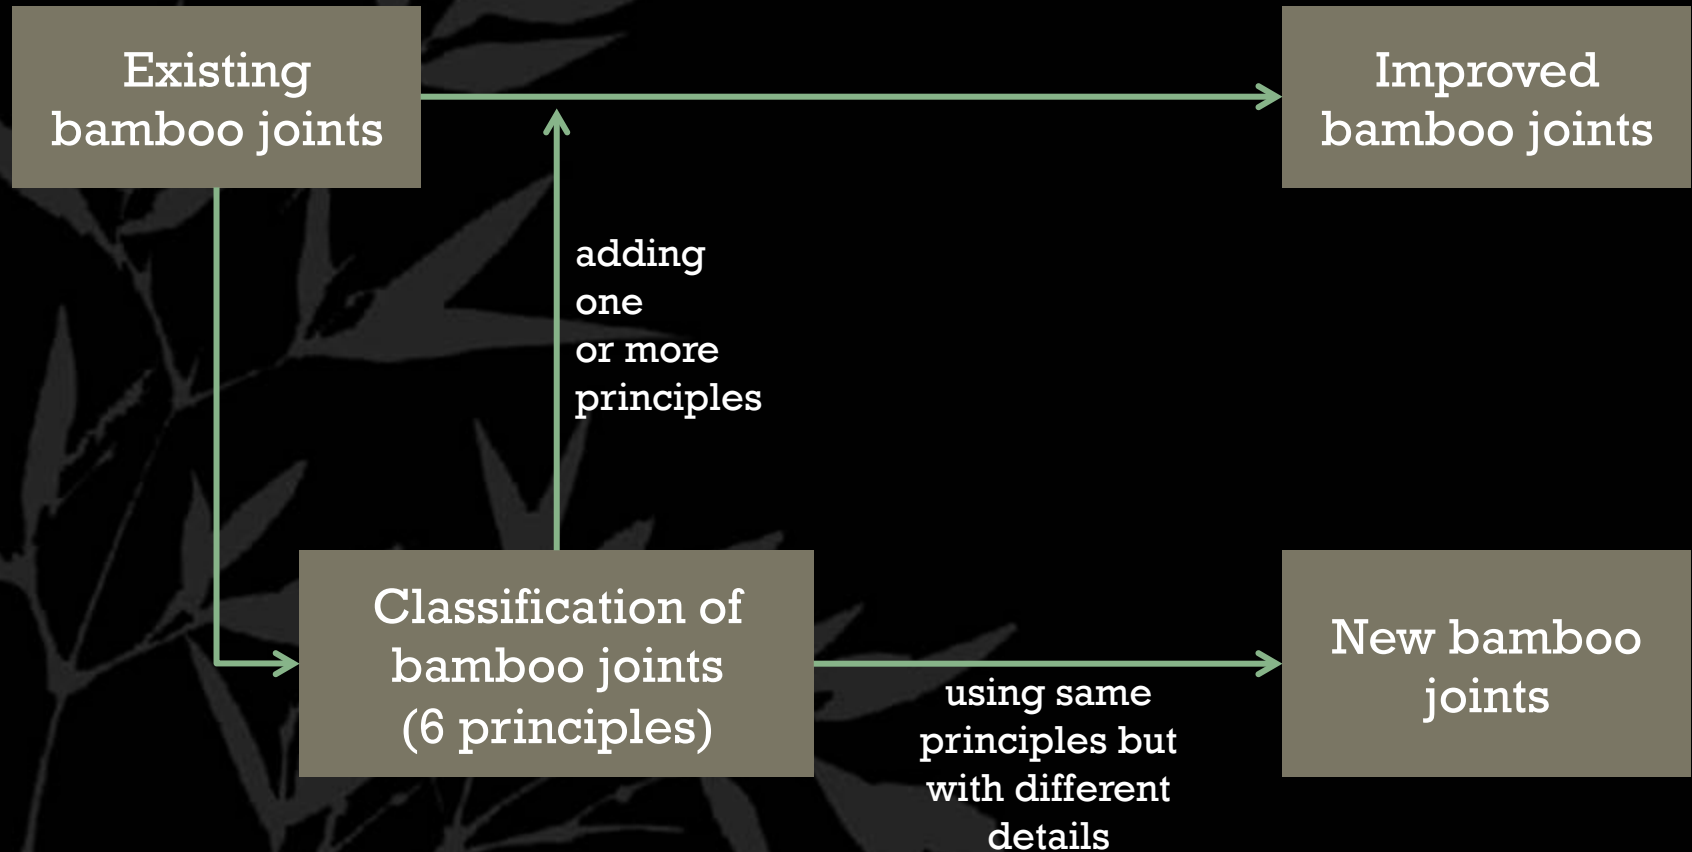 Existing
bamboo joints
Improved
bamboo joints
adding
one
or more
principles
Classification of
bamboo joints
(6 principles)
using same
principles but
with different
details
New bamboo
joints